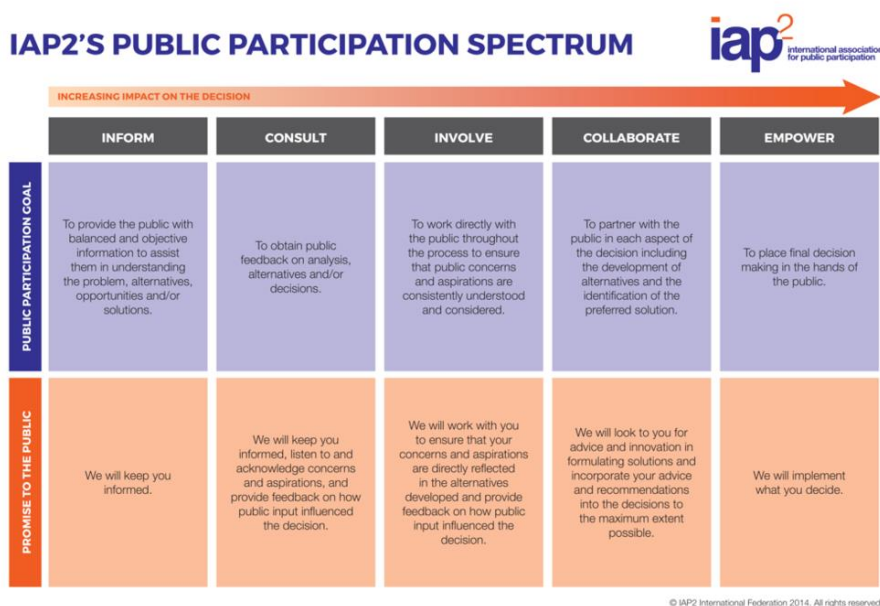 IAP2'S PUBLIC PARTICIPATION SPECTRUM
iap2
international association
for public participation
INCREASING IMPACT ON THE DECISION
INFORM
CONSULT
INVOLVE
COLLABORATE
EMPOWER
PUBLIC PARTICIPATION GOAL
To provide the public with
balanced and objective
information to assist
them in understanding
the problem, alternatives,
opportunities and/or
solutions.
To obtain public
feedback on analysis,
alternatives and/or
decisions.
To work directly with
the public throughout
the process to ensure
that public concerns
and aspirations are
consistently understood
and considered.
To partner with the
public in each aspect of
the decision including
the development of
alternatives and the
identification of the
preferred solution.
To place final decision
making in the hands of
the public.
PROMISE TO THE PUBLIC
We will keep you
informed.
We will keep you
informed, listen to and
acknowledge concerns
and aspirations, and
provide feedback on how
public input influenced
the decision.
We will work with you
to ensure that your
concerns and aspirations
are directly reflected
in the alternatives
developed and provide
feedback on how public
input influenced the
decision.
We will look to you for
advice and innovation in
formulating solutions and
incorporate your advice
and recommendations
into the decisions to
the maximum extent
possible.
We will implement
what you decide.
© IAP2 International Federation 2014. All rights reserved